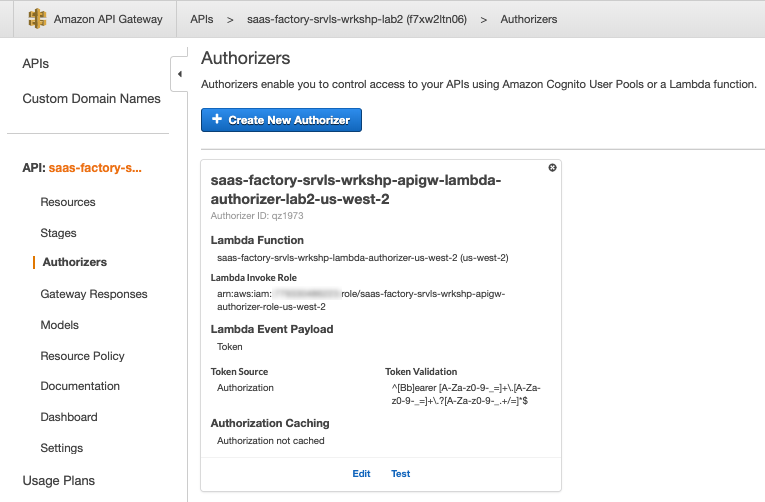 Amazon API Gateway
APIs > saas-factory-srvls-wrkshp-lab2 (f7xw2ltn06) > Authorizers
APIs
Custom Domain Names
API: saas-factory-s...
Resources
Stages
Authorizers
Gateway Responses
Models
Resource Policy
Documentation
Dashboard
Settings
Usage Plans
Authorizers
Authorizers enable you to control access to your APIs using Amazon Cognito User Pools or a Lambda function.
+ Create New Authorizer
saas-factory-srvls-wrkshp-apigw-lambda-
authorizer-lab2-us-west-2
Authorizer ID: qz1973
Lambda Function
saas-factory-srvls-wrkshp-lambda-authorizer-us-west-2 (us-west-2)
Lambda Invoke Role
arn:aws:iam: role/saas-factory-srvls-wrkshp-apigw-
authorizer-role-us-west-2
Lambda Event Payload
Token
Token Source
Authorization
Token Validation
^[Bb]earer [A-Za-z0-9-_=]+\.[A-Za-
z0-9-_=]+\.?[A-Za-z0-9-_.+/=]*$
Authorization Caching
Authorization not cached
Edit Test